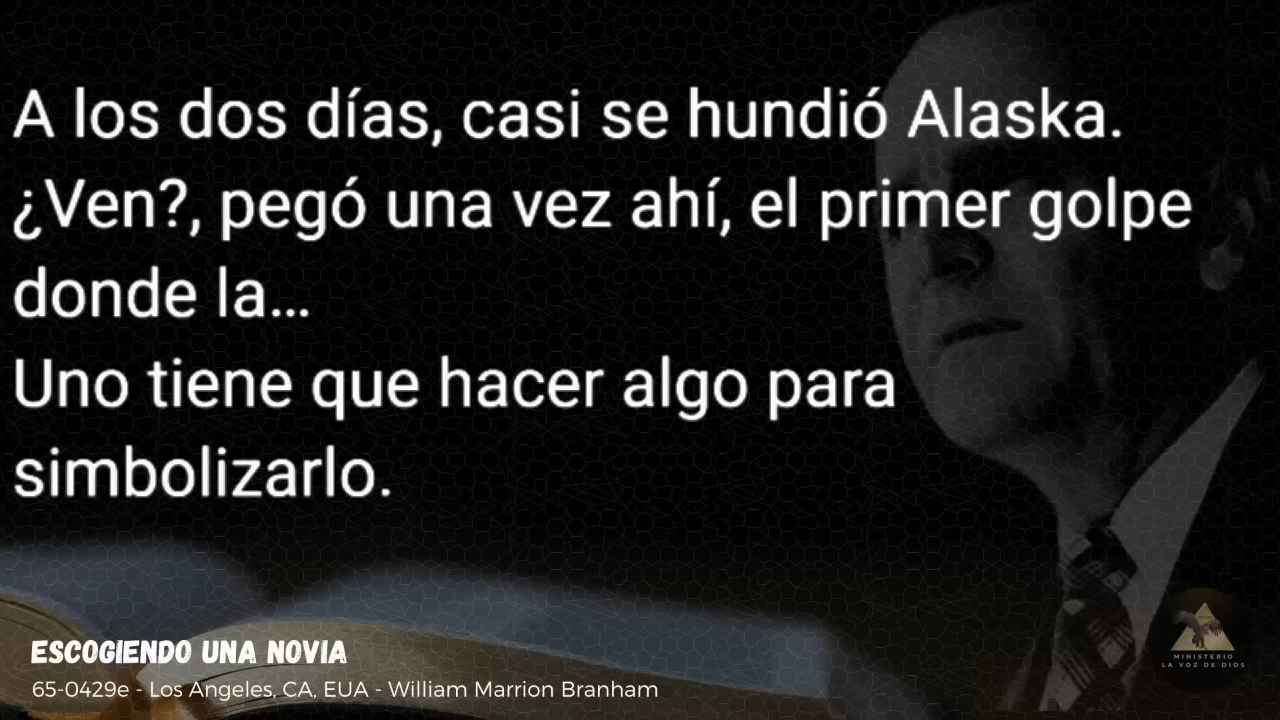 A los dos días, casi se hundió Alaska.
¿Ven?, pegó una vez ahí, el primer golpe
donde la...
Uno tiene que hacer algo para
simbolizarlo.
ESCOGIENDO UNA NOVIA
65-0429e - Los Angeles, CA, EUA - William Marrion Branham
MINISTERIO
LA VOZ DE DIOS